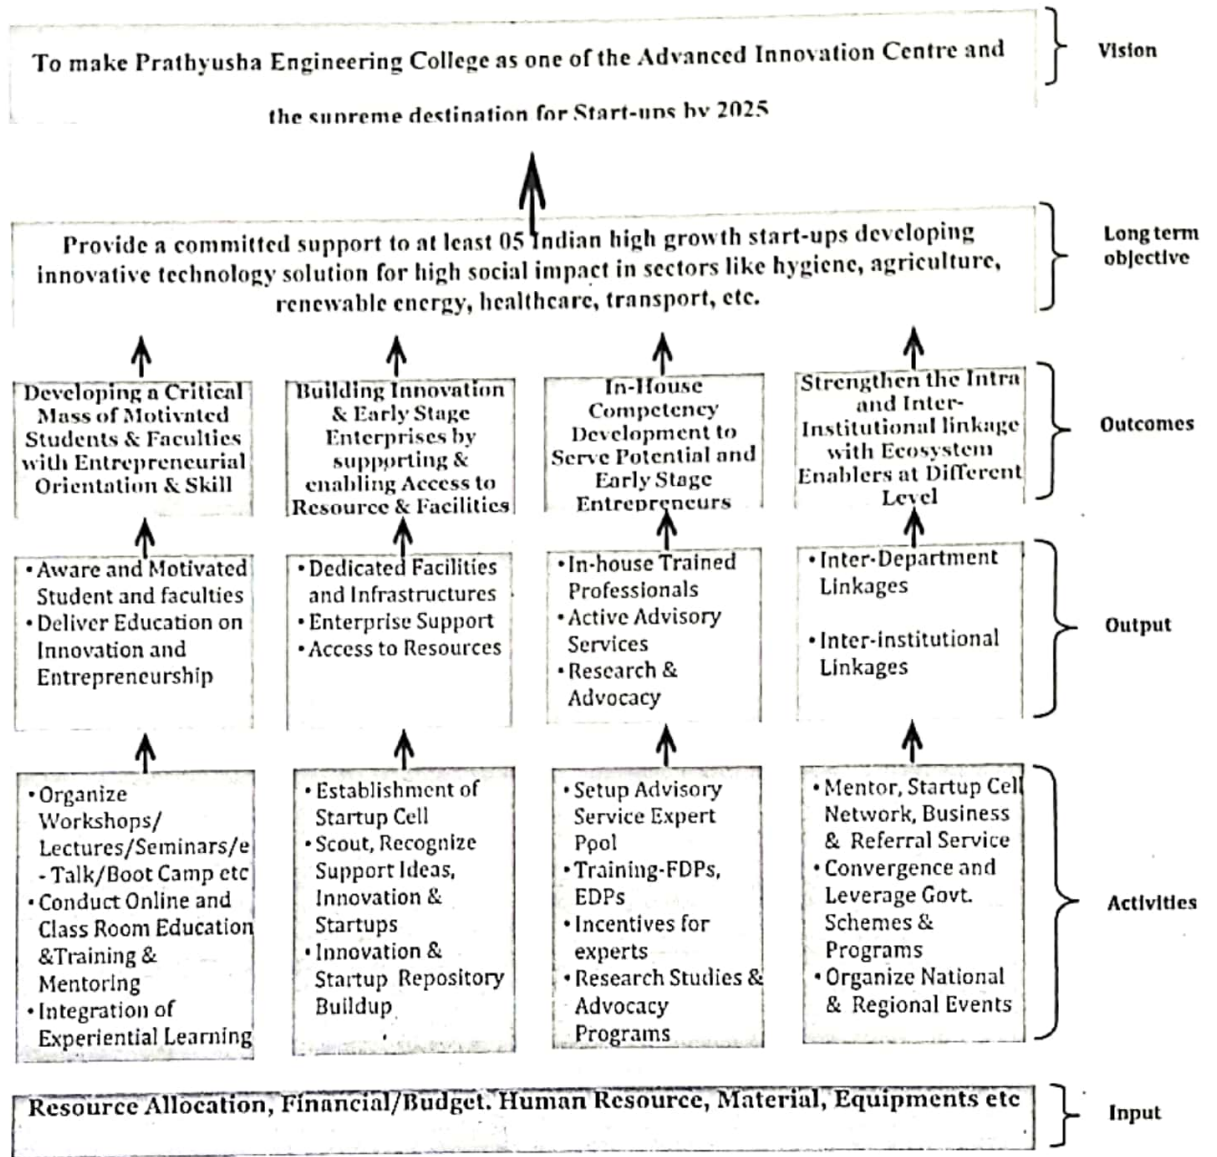 To make Prathyusha Engineering College as one of the Advanced Innovation Centre and
the supreme destination for Start-ups by 2025
Vision
Provide a committed support to at least 05 Indian high growth start-ups developing
innovative technology solution for high social impact in sectors like hygiene, agriculture,
renewable energy, healthcare, transport, etc.
Long term
objective
Developing a Critical
Mass of Motivated
Students & Faculties
with Entrepreneurial
Orientation & Skill
Building Innovation
& Early Stage
Enterprises by
supporting &
enabling Access to
Resource & Facilities
In-House
Competency
Development to
Serve Potential and
Early Stage
Entrepreneurs
Strengthen the Intra
and Inter-
Institutional linkage
with Ecosystem
Enablers at Different
Level
Outcomes
• Aware and Motivated
Student and faculties
• Deliver Education on
Innovation and
Entrepreneurship
• Dedicated Facilities
and Infrastructures
• Enterprise Support
• Access to Resources
• In-house Trained
Professionals
• Active Advisory
Services
• Research &
Advocacy
• Inter-Department
Linkages
• Inter-institutional
Linkages
Output
• Organize
Workshops/
Lectures/Seminars/e
- Talk/Boot Camp etc
• Conduct Online and
Class Room Education
&Training &
Mentoring
• Integration of
Experiential Learning
• Establishment of
Startup Cell
• Scout, Recognize
Support Ideas,
Innovation &
Startups
• Innovation &
Startup Repository
Buildup
• Setup Advisory
Service Expert
Ppol
• Training-FDPs,
EDPs
• Incentives for
experts
• Research Studies &
Advocacy
Programs
• Mentor, Startup Cell
Network, Business
& Referral Service
• Convergence and
Leverage Govt.
Schemes &
Programs
• Organize National
& Regional Events
Activities
Resource Allocation, Financial/Budget. Human Resource, Material, Equipments etc
Input